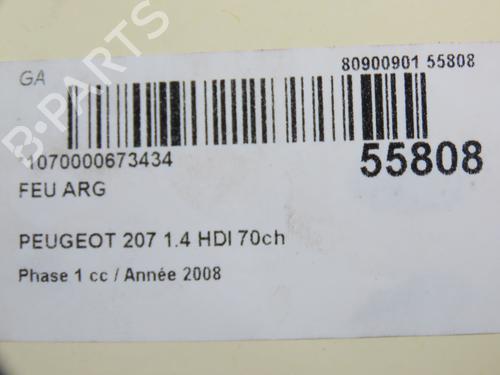 GA
80900901 55808
*1070000673434
55808
FEU ARG
PEUGEOT 207 1.4 HDI 70ch
Phase 1 cc / Année 2008
B-PARTS